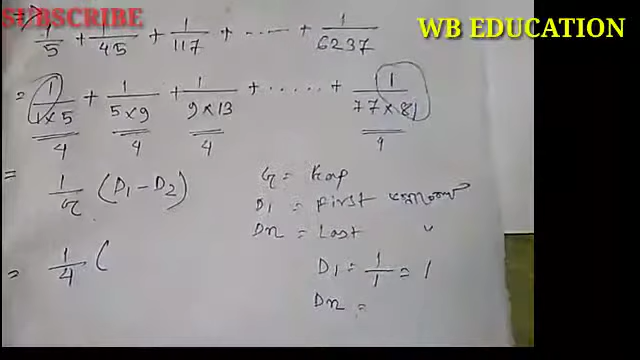 SUBSCRIBE
WB EDUCATION
=> 1/5 + 1/45 + 1/117 + ..... + 1/6237
= 1/1×5 + 1/5×9 + 1/9×13 + ..... + 1/77×81
4 4 4 4
= 1/G (D1 - D2)
G = Gap
D1 = First
Dn = Last "
= 1/4 (
D1 = 1/1 = 1
Dn =